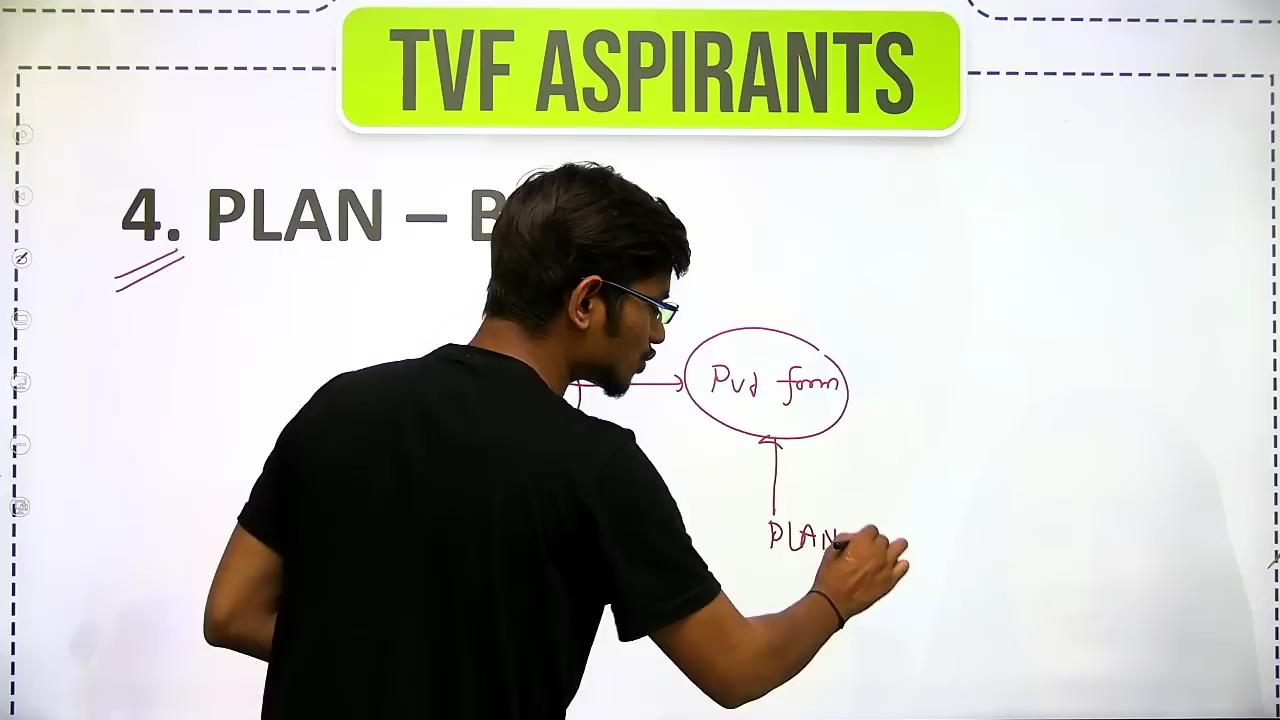 TVF ASPIRANTS
4. PLAN – B
Pvd form
PLAN